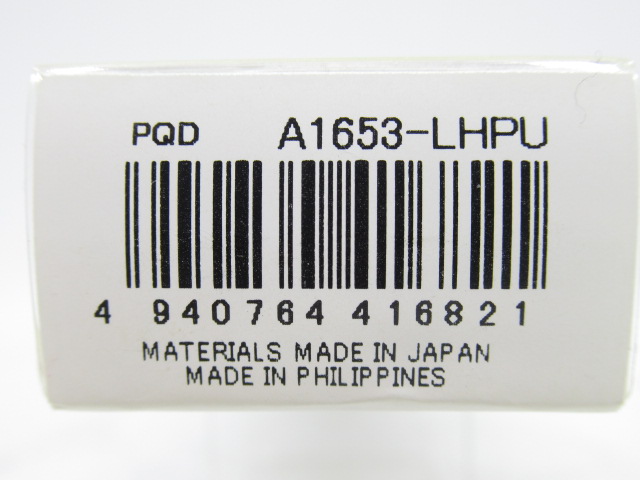 PQD A1653-LHPU
4 940764 416821
MATERIALS MADE IN JAPAN
MADE IN PHILIPPINES